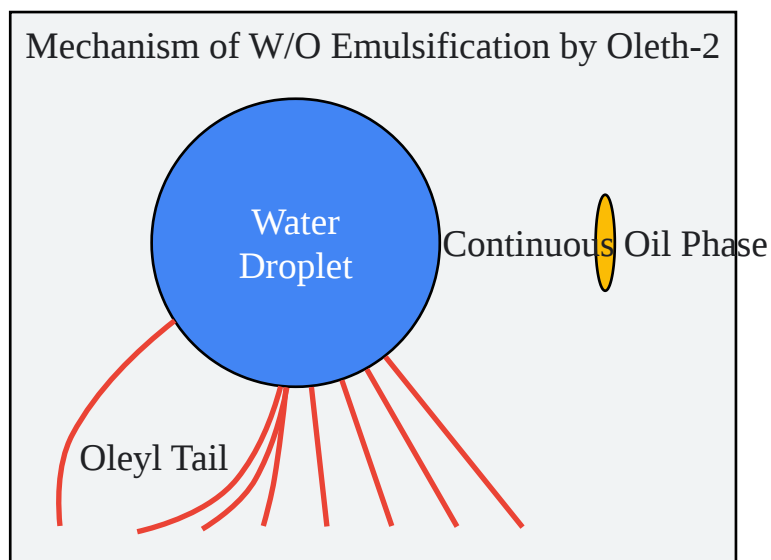 Mechanism of W/O Emulsification by Oleth-2
Water
Droplet
Continuous Oil Phase
Oleyl Tail